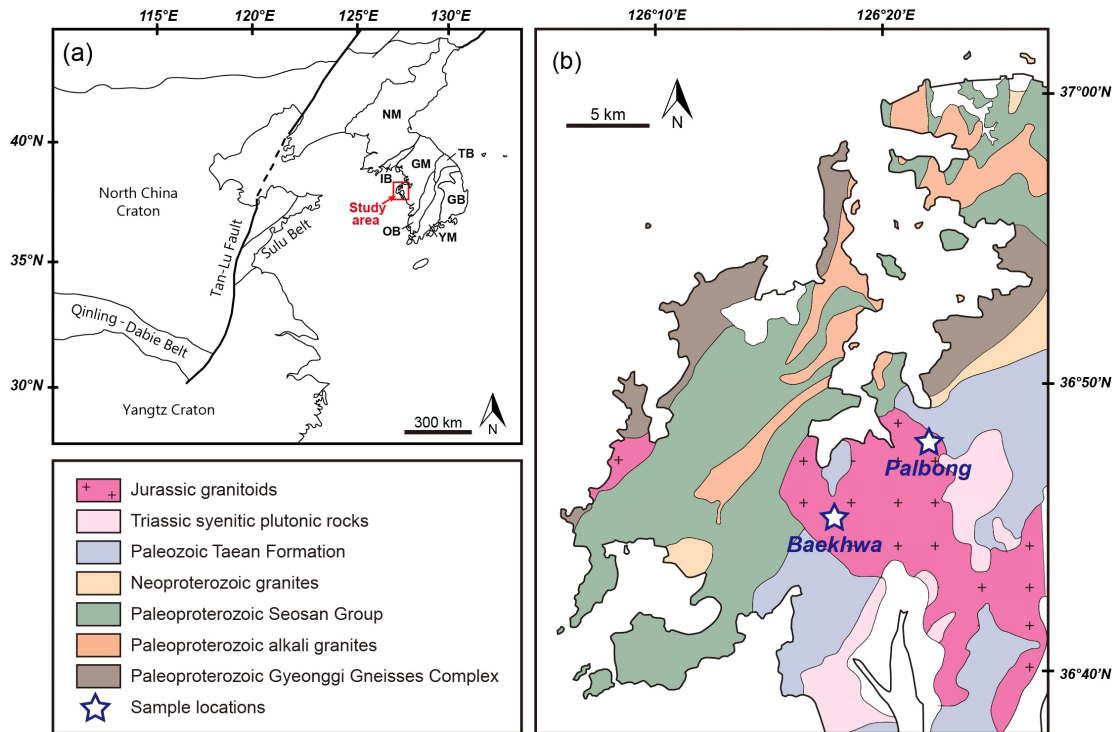 115°E
120°E
125°E
130°E
(a)
40°N
35°N
30°N
North China
Craton
Tan-Lu Fault
Sulu Belt
Qinling-Dabie Belt
Yangtz Craton
NM
GM
TB
IB
GB
OB
YM
Study
area
300 km
N
126°10'E
126°20'E
(b)
5 km
N
37°00'N
36°50'N
36°40'N
Palbong
Baekhwa
Jurassic granitoids
Triassic syenitic plutonic rocks
Paleozoic Taean Formation
Neoproterozoic granites
Paleoproterozoic Seosan Group
Paleoproterozoic alkali granites
Paleoproterozoic Gyeonggi Gneisses Complex
Sample locations